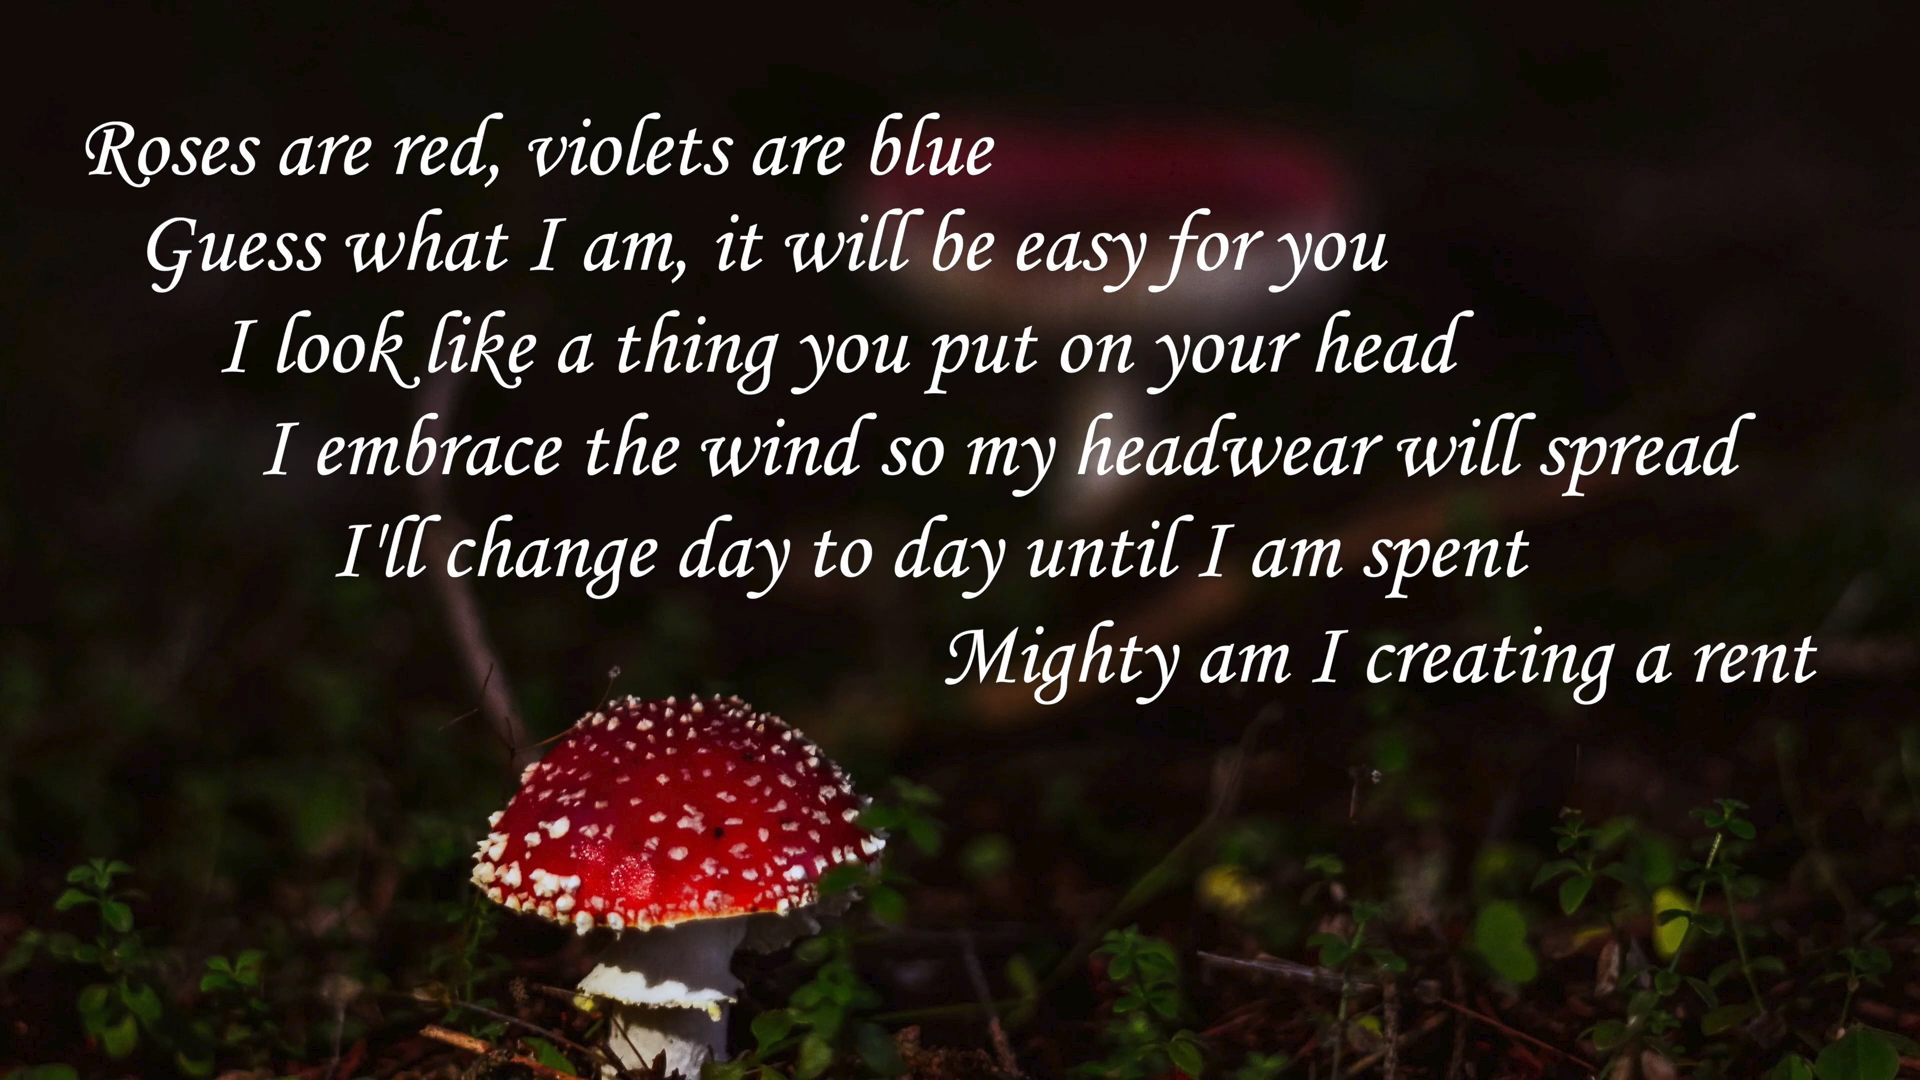 Roses are red, violets are blue
Guess what I am, it will be easy for you
I look like a thing you put on your head
I embrace the wind so my headwear will spread
I'll change day to day until I am spent
Mighty am I creating a rent